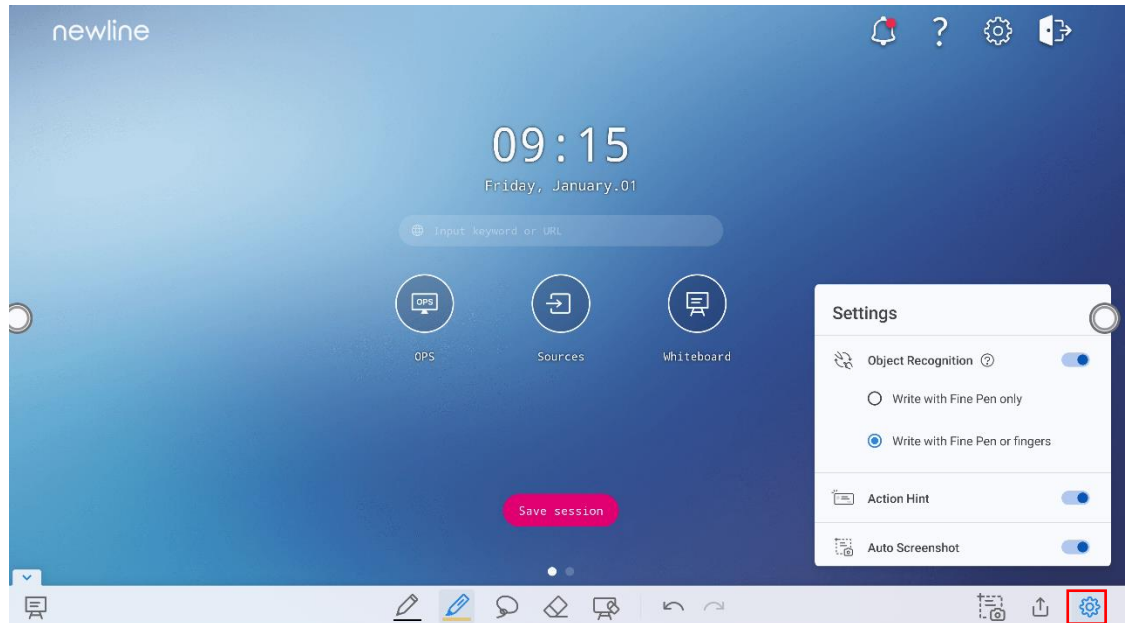 newline
09:15
Friday, January.01
Input keyword or URL
OPS
OPS
Sources
Whiteboard
Save session
Settings
Object Recognition
Write with Fine Pen only
Write with Fine Pen or fingers
Action Hint
Auto Screenshot